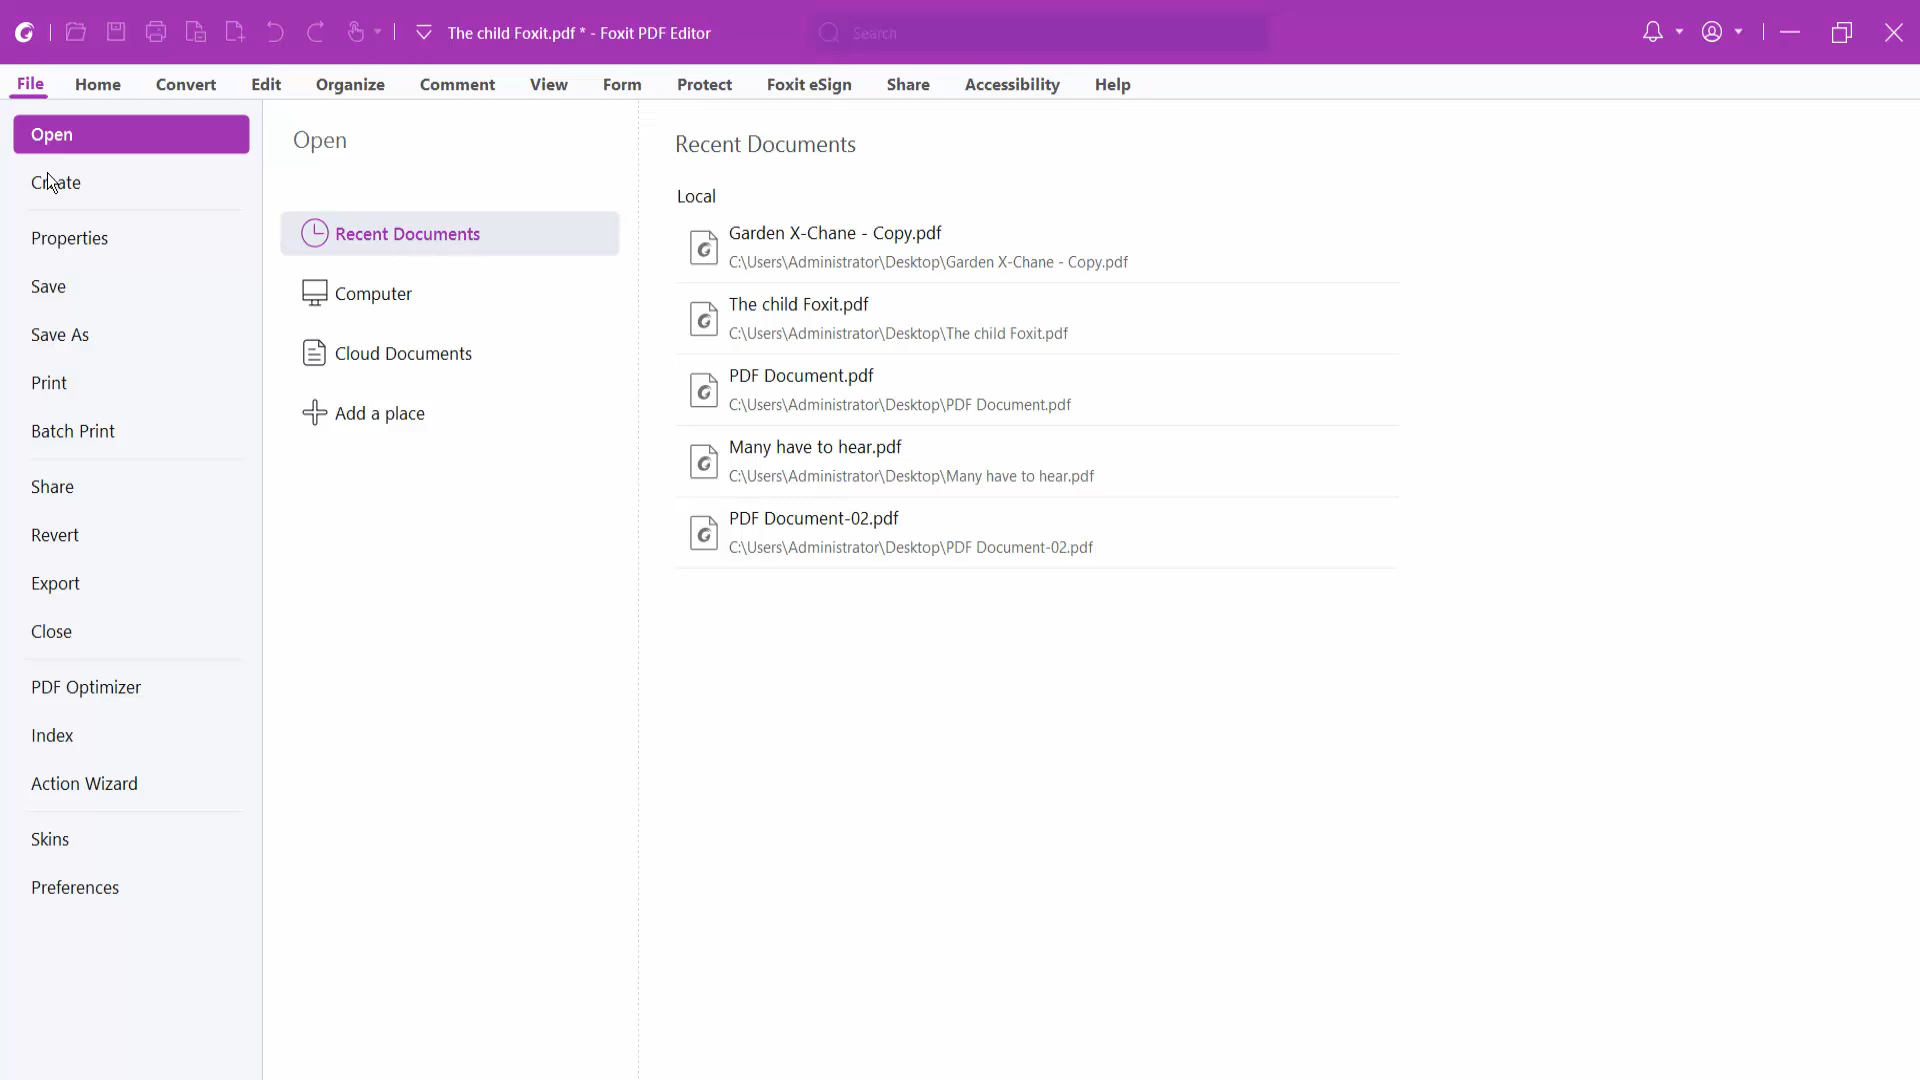 The child Foxit.pdf * - Foxit PDF Editor
Search
File Home Convert Edit Organize Comment View Form Protect Foxit eSign Share Accessibility Help
Open
Create
Properties
Save
Save As
Print
Batch Print
Share
Revert
Export
Close
PDF Optimizer
Index
Action Wizard
Skins
Preferences
Open
Recent Documents
Computer
Cloud Documents
Add a place
Recent Documents
Local
Garden X-Chane - Copy.pdf
C:\Users\Administrator\Desktop\Garden X-Chane - Copy.pdf
The child Foxit.pdf
C:\Users\Administrator\Desktop\The child Foxit.pdf
PDF Document.pdf
C:\Users\Administrator\Desktop\PDF Document.pdf
Many have to hear.pdf
C:\Users\Administrator\Desktop\Many have to hear.pdf
PDF Document-02.pdf
C:\Users\Administrator\Desktop\PDF Document-02.pdf